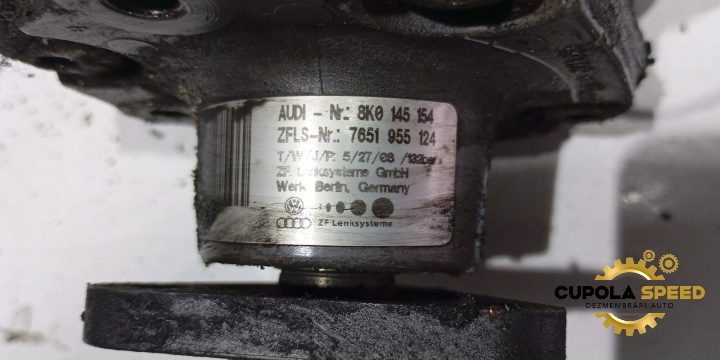 AUDI - Nr.: 8K0 145 154
ZFLS-Nr.: 7651 955 124
T/W/J/P: 5/27/08 /132bar
ZF Lenksysteme GmbH
Werk Berlin, Germany
ZF Lenksysteme
CUPOLA SPEED
DEZMEMBRĂRI AUTO